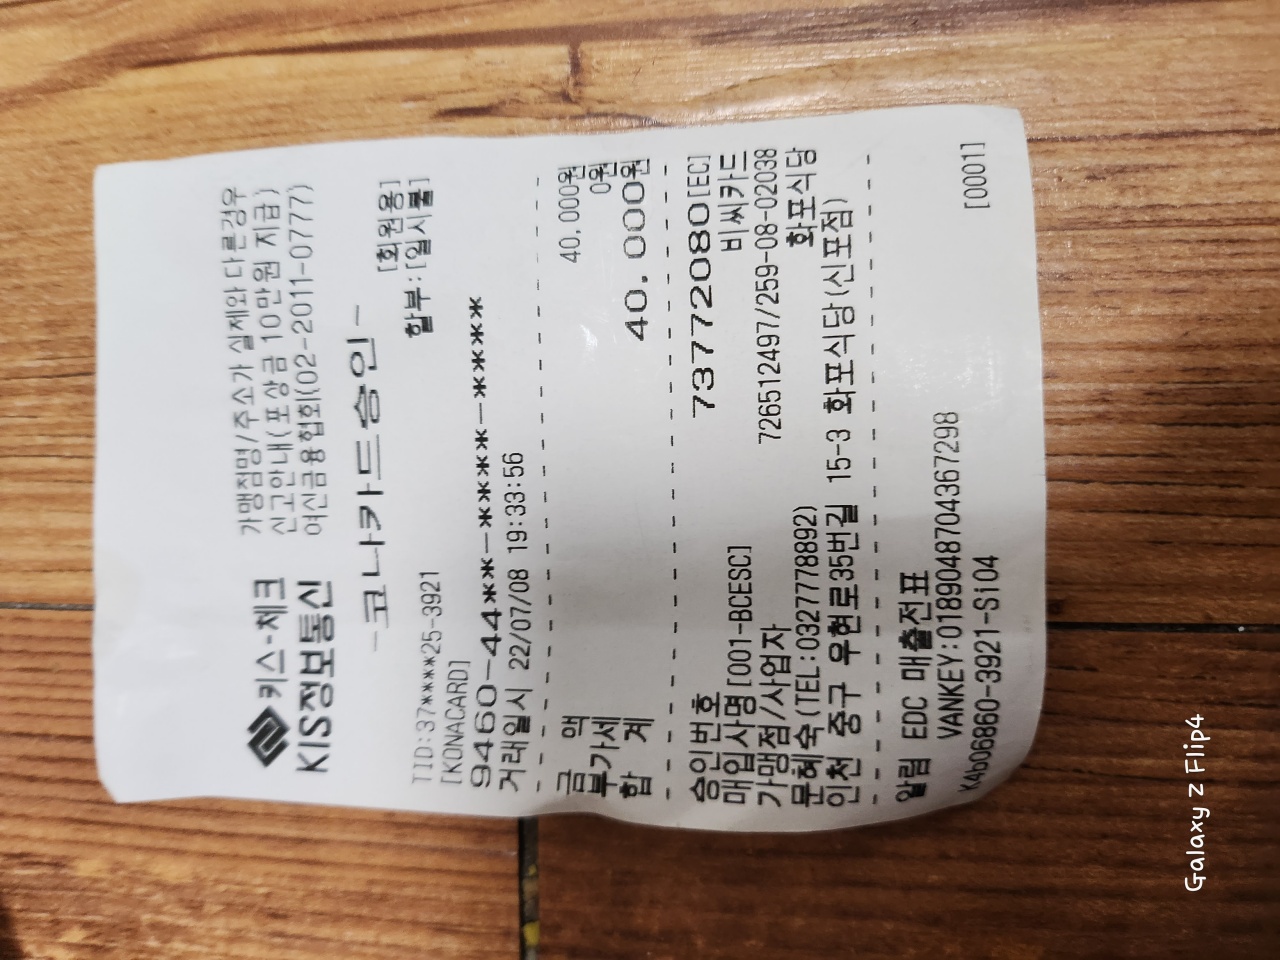 키스-체크
KIS정보통신
가맹점명/주소가 실제와 다른경우
신고안내(포상금 10만원 지급)
여신금융협회(02-2011-0777)
-코나카드승인-
[회원용]
TID:37****25-3921 할부:[일시불]
[KONACARD]
9460-44**-****-****
거래일시 22/07/08 19:33:56
금 액 40,000원
부가세 0원
합 계 40,000원
승인번호 73772080[EC]
매입사명[001-BCESC] 비씨카드
가맹점/사업자 726512497/259-08-02038
문혜숙(TEL:0327778892) 화포식당
인천 중구 우현로35번길 15-3 화포식당(신포점)
알림 EDC 매출전표
VANKEY:0189048704367298
K4b06860-3921-Si04 [0001]
Galaxy Z Flip4